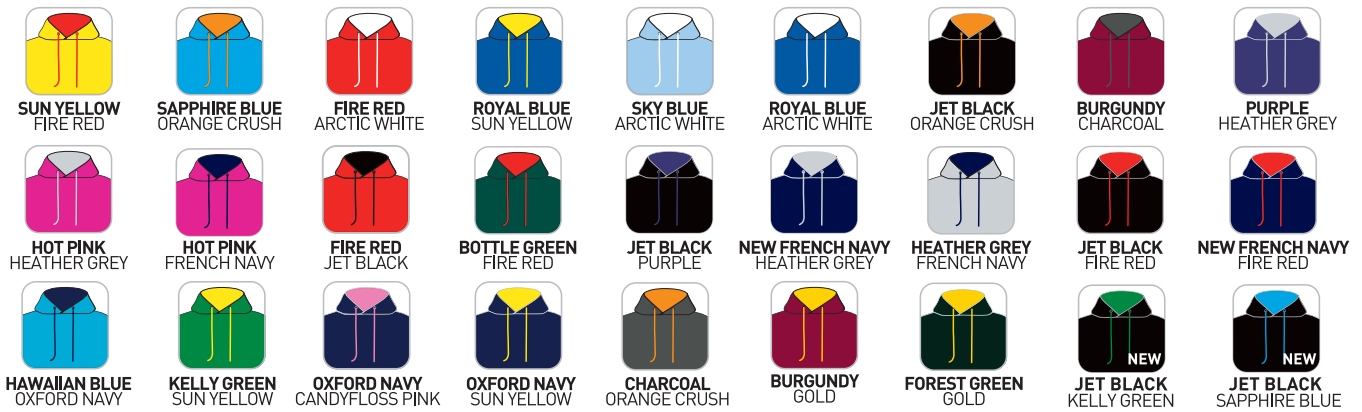 SUN YELLOW
FIRE RED
SAPPHIRE BLUE
ORANGE CRUSH
FIRE RED
ARCTIC WHITE
ROYAL BLUE
SUN YELLOW
SKY BLUE
ARCTIC WHITE
ROYAL BLUE
ARCTIC WHITE
JET BLACK
ORANGE CRUSH
BURGUNDY
CHARCOAL
PURPLE
HEATHER GREY
HOT PINK
HEATHER GREY
HOT PINK
FRENCH NAVY
FIRE RED
JET BLACK
BOTTLE GREEN
FIRE RED
JET BLACK
PURPLE
NEW FRENCH NAVY
HEATHER GREY
HEATHER GREY
FRENCH NAVY
JET BLACK
FIRE RED
NEW FRENCH NAVY
FIRE RED
HAWAIIAN BLUE
OXFORD NAVY
KELLY GREEN
SUN YELLOW
OXFORD NAVY
CANDYFLOSS PINK
OXFORD NAVY
SUN YELLOW
CHARCOAL
ORANGE CRUSH
BURGUNDY
GOLD
FOREST GREEN
GOLD
NEW
JET BLACK
KELLY GREEN
NEW
JET BLACK
SAPPHIRE BLUE